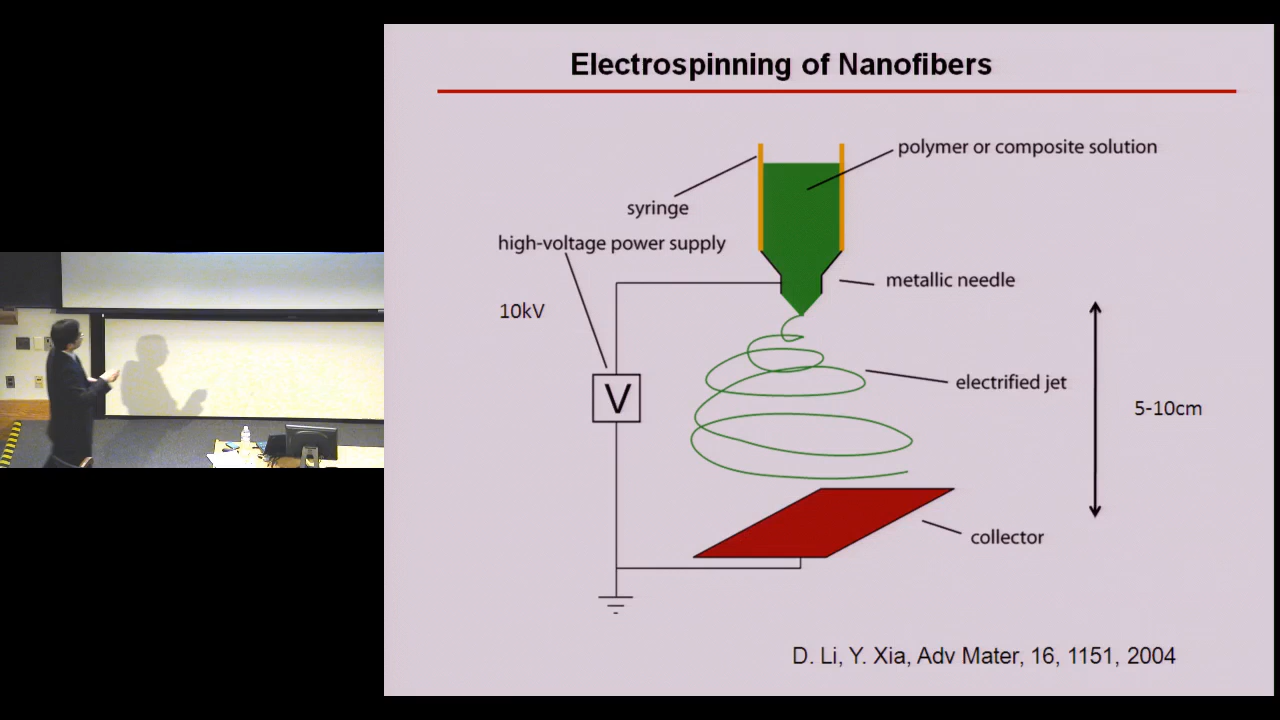 Electrospinning of Nanofibers
polymer or composite solution
syringe
high-voltage power supply
metallic needle
10kV
electrified jet
V
5-10cm
collector
D. Li, Y. Xia, Adv Mater, 16, 1151, 2004